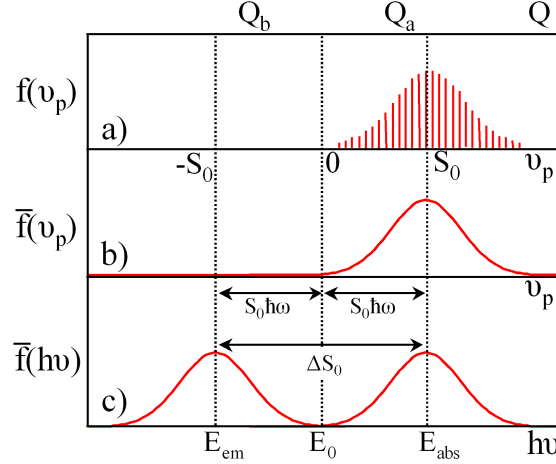 Q_b Q_a Q
f(υ_p)
a)
-S_0 0 S_0 υ_p
f̅(υ_p)
b)
υ_p
S_0ħω S_0ħω
f̅(hυ)
ΔS_0
c)
E_em E_0 E_abs hυ